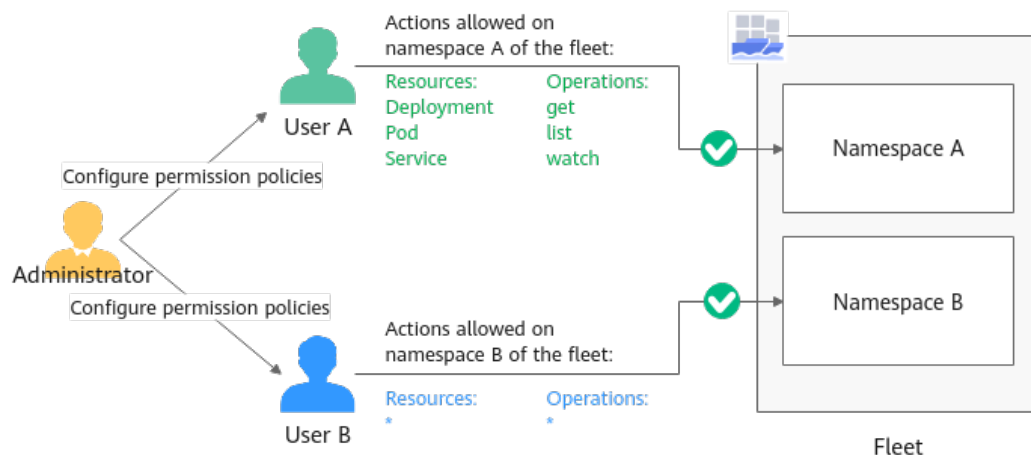 Actions allowed on
namespace A of the fleet:
Resources: Operations:
Deployment get
Pod list
Service watch
User A
Configure permission policies
Administrator
Configure permission policies
Namespace A
Namespace B
Actions allowed on
namespace B of the fleet:
Resources: Operations:
* *
User B
Fleet